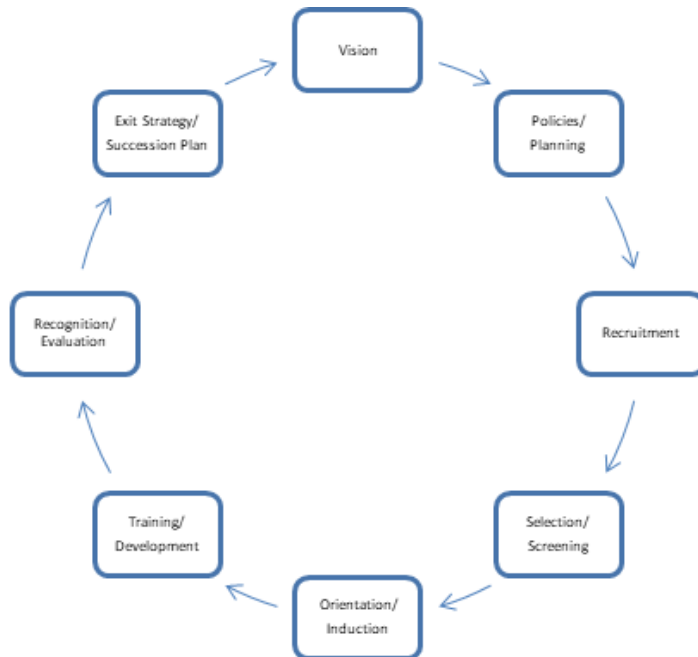 Vision
Policies/
Planning
Recruitment
Selection/
Screening
Orientation/
Induction
Training/
Development
Recognition/
Evaluation
Exit Strategy/
Succession Plan